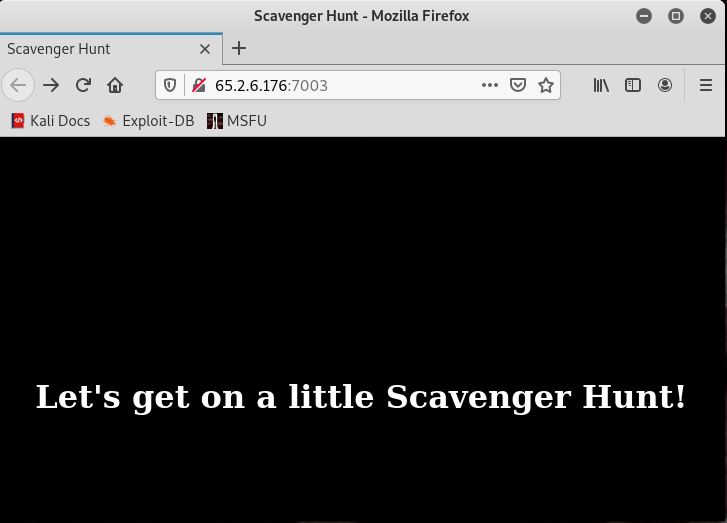 Scavenger Hunt - Mozilla Firefox
Scavenger Hunt
65.2.6.176:7003
Kali Docs Exploit-DB MSFU
Let's get on a little Scavenger Hunt!